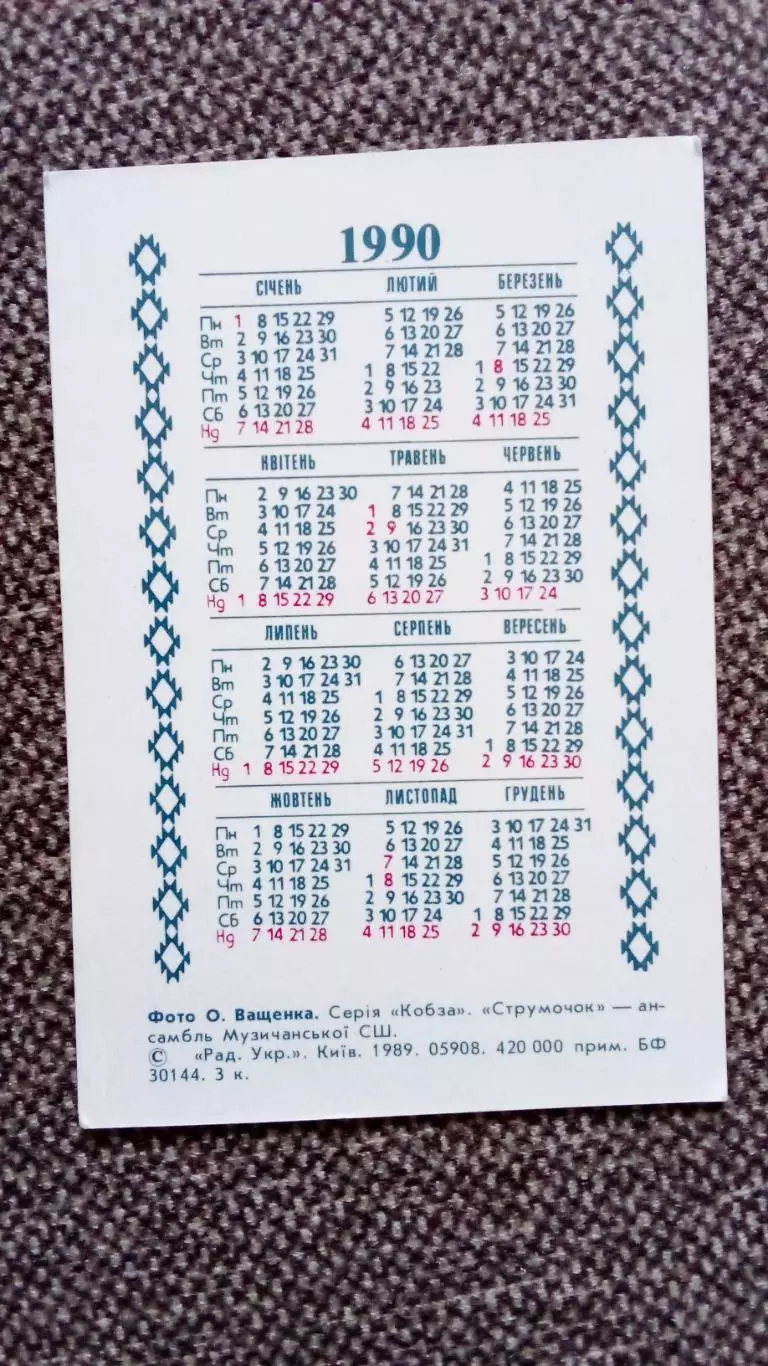 1990
СІЧЕНЬ ЛЮТИЙ БЕРЕЗЕНЬ
Пн 1 8 15 22 29 5 12 19 26 5 12 19 26
Вт 2 9 16 23 30 6 13 20 27 6 13 20 27
Ср 3 10 17 24 31 7 14 21 28 7 14 21 28
Чт 4 11 18 25 1 8 15 22 1 8 15 22 29
Пт 5 12 19 26 2 9 16 23 2 9 16 23 30
Сб 6 13 20 27 3 10 17 24 3 10 17 24 31
Нд 7 14 21 28 4 11 18 25 4 11 18 25
КВІТЕНЬ ТРАВЕНЬ ЧЕРВЕНЬ
Пн 2 9 16 23 30 7 14 21 28 4 11 18 25
Вт 3 10 17 24 1 8 15 22 29 5 12 19 26
Ср 4 11 18 25 2 9 16 23 30 6 13 20 27
Чт 5 12 19 26 3 10 17 24 31 7 14 21 28
Пт 6 13 20 27 4 11 18 25 1 8 15 22 29
Сб 7 14 21 28 5 12 19 26 2 9 16 23 30
Нд 1 8 15 22 29 6 13 20 27 3 10 17 24
ЛИПЕНЬ СЕРПЕНЬ ВЕРЕСЕНЬ
Пн 2 9 16 23 30 6 13 20 27 3 10 17 24
Вт 3 10 17 24 31 7 14 21 28 4 11 18 25
Ср 4 11 18 25 1 8 15 22 29 5 12 19 26
Чт 5 12 19 26 2 9 16 23 30 6 13 20 27
Пт 6 13 20 27 3 10 17 24 31 7 14 21 28
Сб 7 14 21 28 4 11 18 25 1 8 15 22 29
Нд 1 8 15 22 29 5 12 19 26 2 9 16 23 30
ЖОВТЕНЬ ЛИСТОПАД ГРУДЕНЬ
Пн 1 8 15 22 29 5 12 19 26 3 10 17 24 31
Вт 2 9 16 23 30 6 13 20 27 4 11 18 25
Ср 3 10 17 24 31 7 14 21 28 5 12 19 26
Чт 4 11 18 25 1 8 15 22 29 6 13 20 27
Пт 5 12 19 26 2 9 16 23 30 7 14 21 28
Сб 6 13 20 27 3 10 17 24 1 8 15 22 29
Нд 7 14 21 28 4 11 18 25 2 9 16 23 30
Фото О. Ващенка. Серія «Кобза». «Струмочок» — ан-
самбль Музичанської СШ.
© «Рад. Укр.». Київ. 1989. 05908. 420 000 прим. БФ
30144. 3 к.